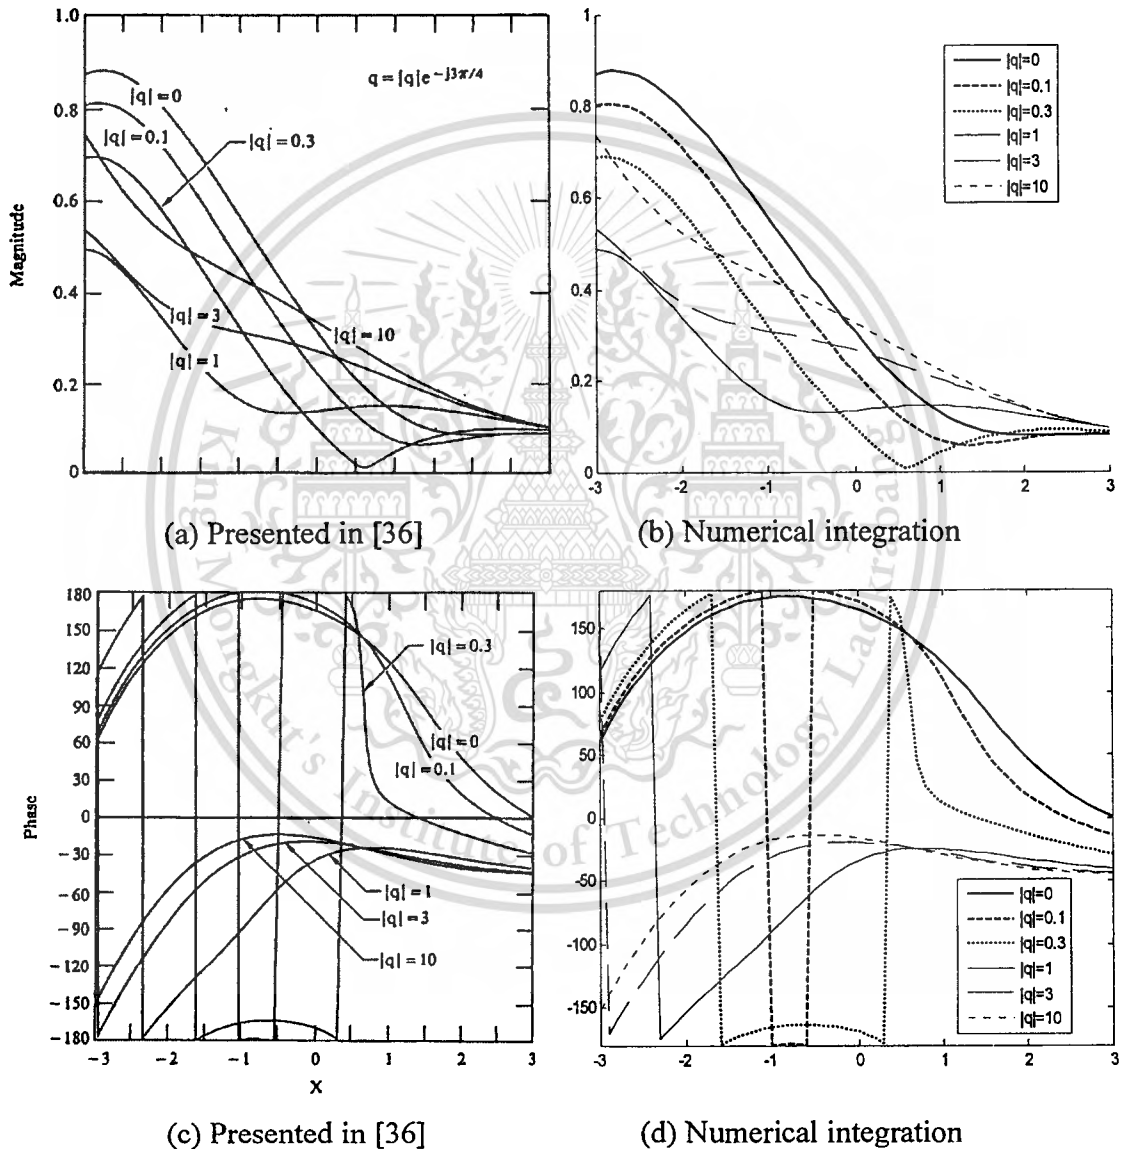 1.0
0.8
0.6
0.4
0.2
0
Magnitude
q = |q|e^{-j3π/4}
|q| = 0
|q| = 0.1
|q| = 0.3
|q| = 3
|q| = 1
|q| = 10
(a) Presented in [36]
1
0.8
0.6
0.4
0.2
0
-3 -2 -1 0 1 2 3
|q|=0
|q|=0.1
|q|=0.3
|q|=1
|q|=3
|q|=10
(b) Numerical integration
180
150
120
90
60
30
0
-30
-60
-90
-120
-150
-180
Phase
-3 -2 -1 0 1 2 3
X
|q| = 0.3
|q| = 0
|q| = 0.1
|q| = 1
|q| = 3
|q| = 10
(c) Presented in [36]
150
100
50
0
-50
-100
-150
-3 -2 -1 0 1 2 3
|q|=0
|q|=0.1
|q|=0.3
|q|=1
|q|=3
|q|=10
(d) Numerical integration
King Mongkut's Institute of Technology Ladkrabang